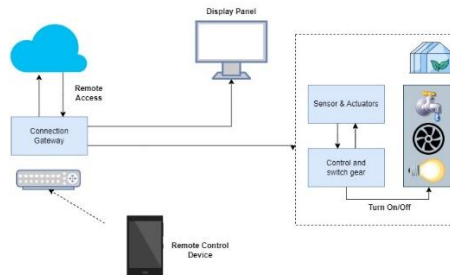 Display Panel
Remote
Access
Connection
Gateway
Sensor & Actuators
Control and
switch gear
Turn On/Off
Remote Control
Device